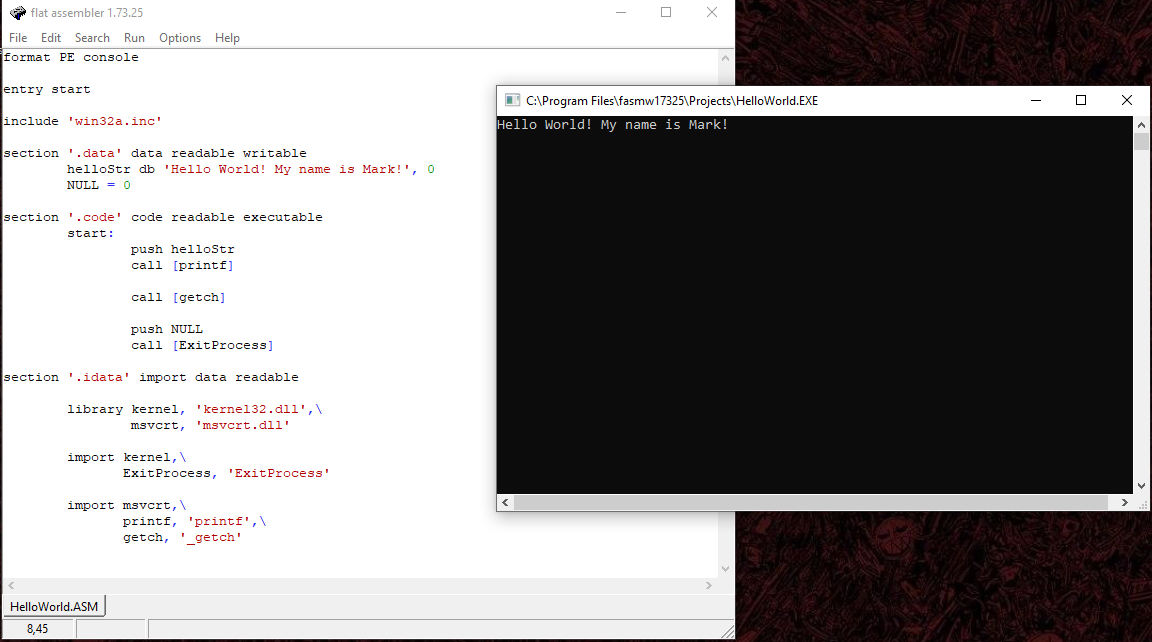 flat assembler 1.73.25
File Edit Search Run Options Help
format PE console
entry start
include 'win32a.inc'
section '.data' data readable writable
helloStr db 'Hello World! My name is Mark!', 0
NULL = 0
section '.code' code readable executable
start:
push helloStr
call [printf]
call [getch]
push NULL
call [ExitProcess]
section '.idata' import data readable
library kernel, 'kernel32.dll',\
msvcrt, 'msvcrt.dll'
import kernel,\
ExitProcess, 'ExitProcess'
import msvcrt,\
printf, 'printf',\
getch, '_getch'
HelloWorld.ASM
8,45
C:\Program Files\fasmw17325\Projects\HelloWorld.EXE
Hello World! My name is Mark!